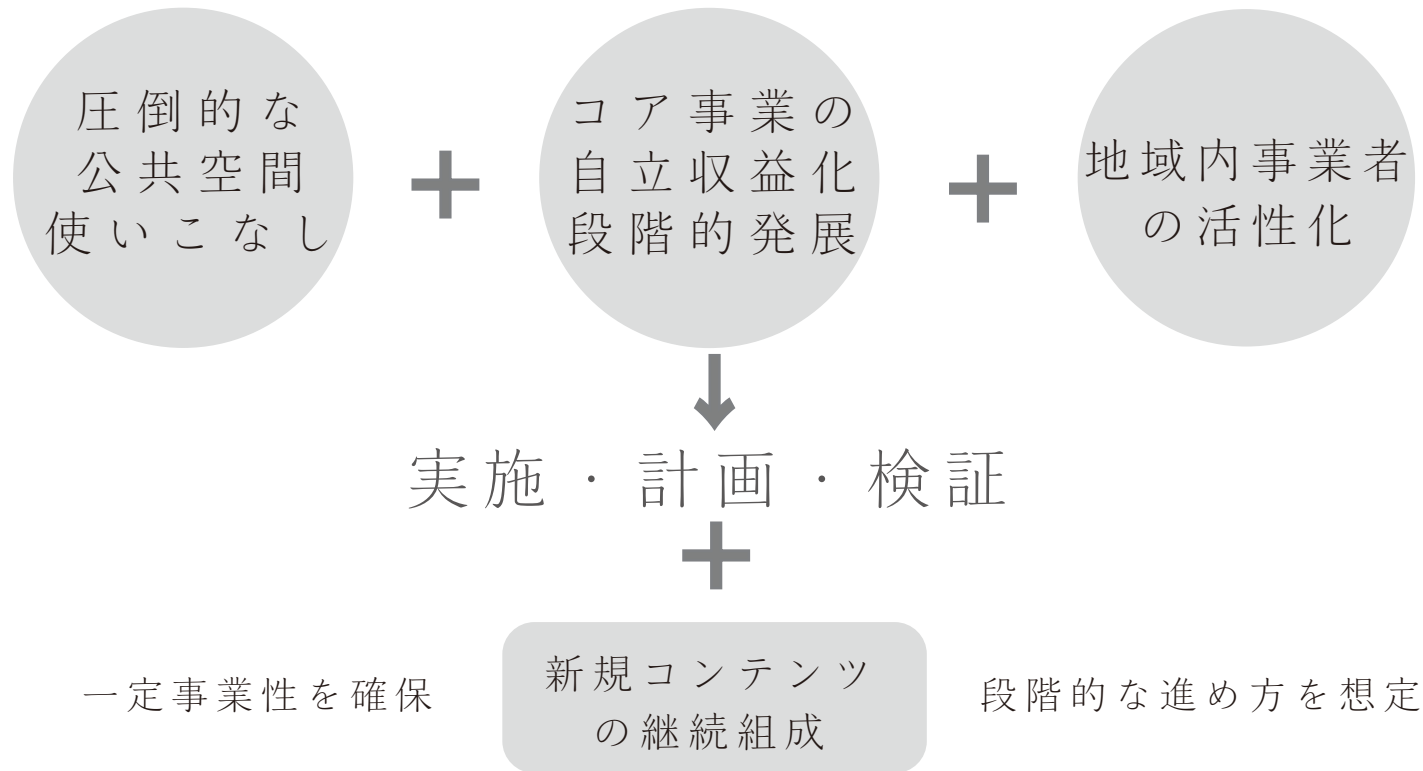 圧倒的な
公共空間
使いこなし
+
コア事業の
自立収益化
段階的発展
+
地域内事業者
の活性化
↓
実施・計画・検証
+
一定事業性を確保
新規コンテンツ
の継続組成
段階的な進め方を想定